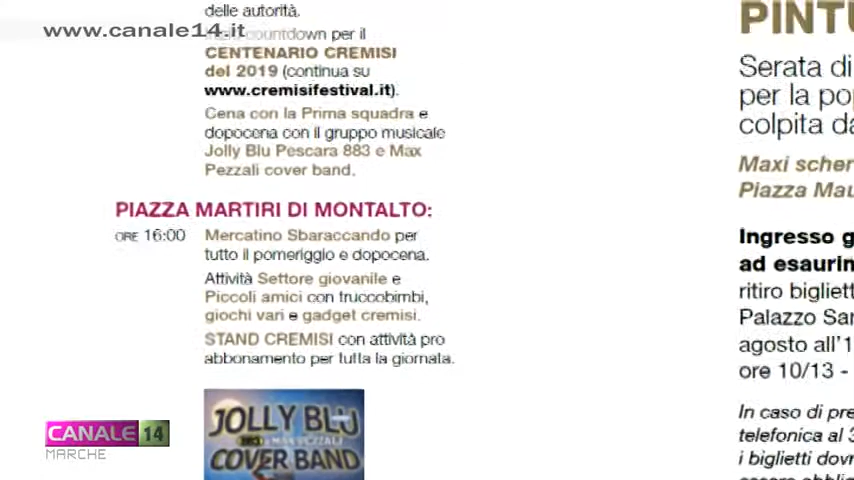 www.canale14.it
delle autorità.
countdown per il
CENTENARIO CREMISI
del 2019 (continua su
www.cremisifestival.it).
Cena con la Prima squadra e
dopocena con il gruppo musicale
Jolly Blu Pescara 883 e Max
Pezzali cover band.
PIAZZA MARTIRI DI MONTALTO:
ORE 16:00 Mercatino Sbaraccando per
tutto il pomeriggio e dopocena.
Attività Settore giovanile e
Piccoli amici con truccobimbi,
giochi vari e gadget cremisi.
STAND CREMISI con attività pro
abbonamento per tutta la giornata.
JOLLY BLU
COVER BAND
CANALE 14
MARCHE
PINTU
Serata di
per la po
colpita da
Maxi scher
Piazza Mau
Ingresso g
ad esaurin
ritiro bigliett
Palazzo Sar
agosto all'1
ore 10/13 -
In caso di pre
telefonica al 3
i biglietti dovr